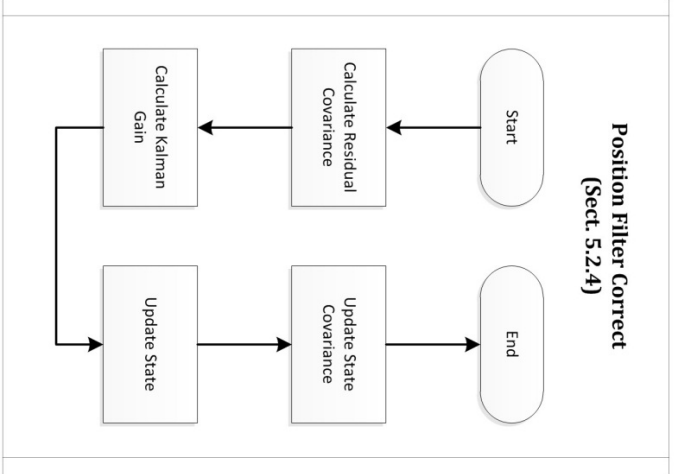 Position Filter Correct
(Sect. 5.2.4)
Start
Calculate Residual
Covariance
Calculate Kalman
Gain
Update State
Update State
Covariance
End